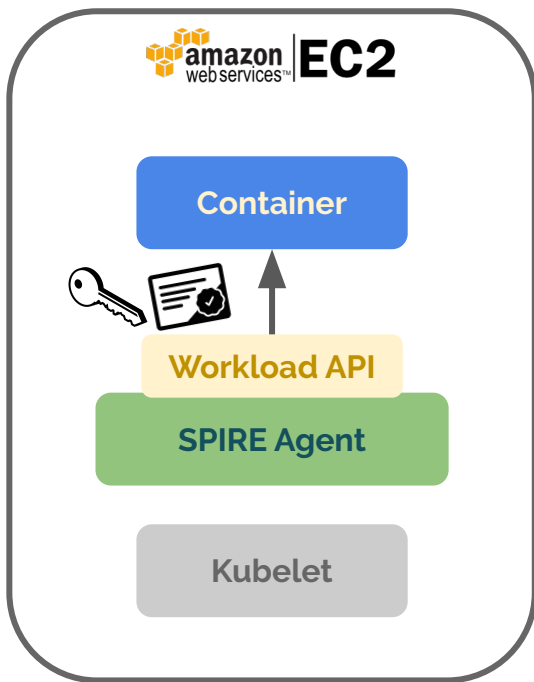 amazon
web services™
EC2
Container
Workload API
SPIRE Agent
Kubelet